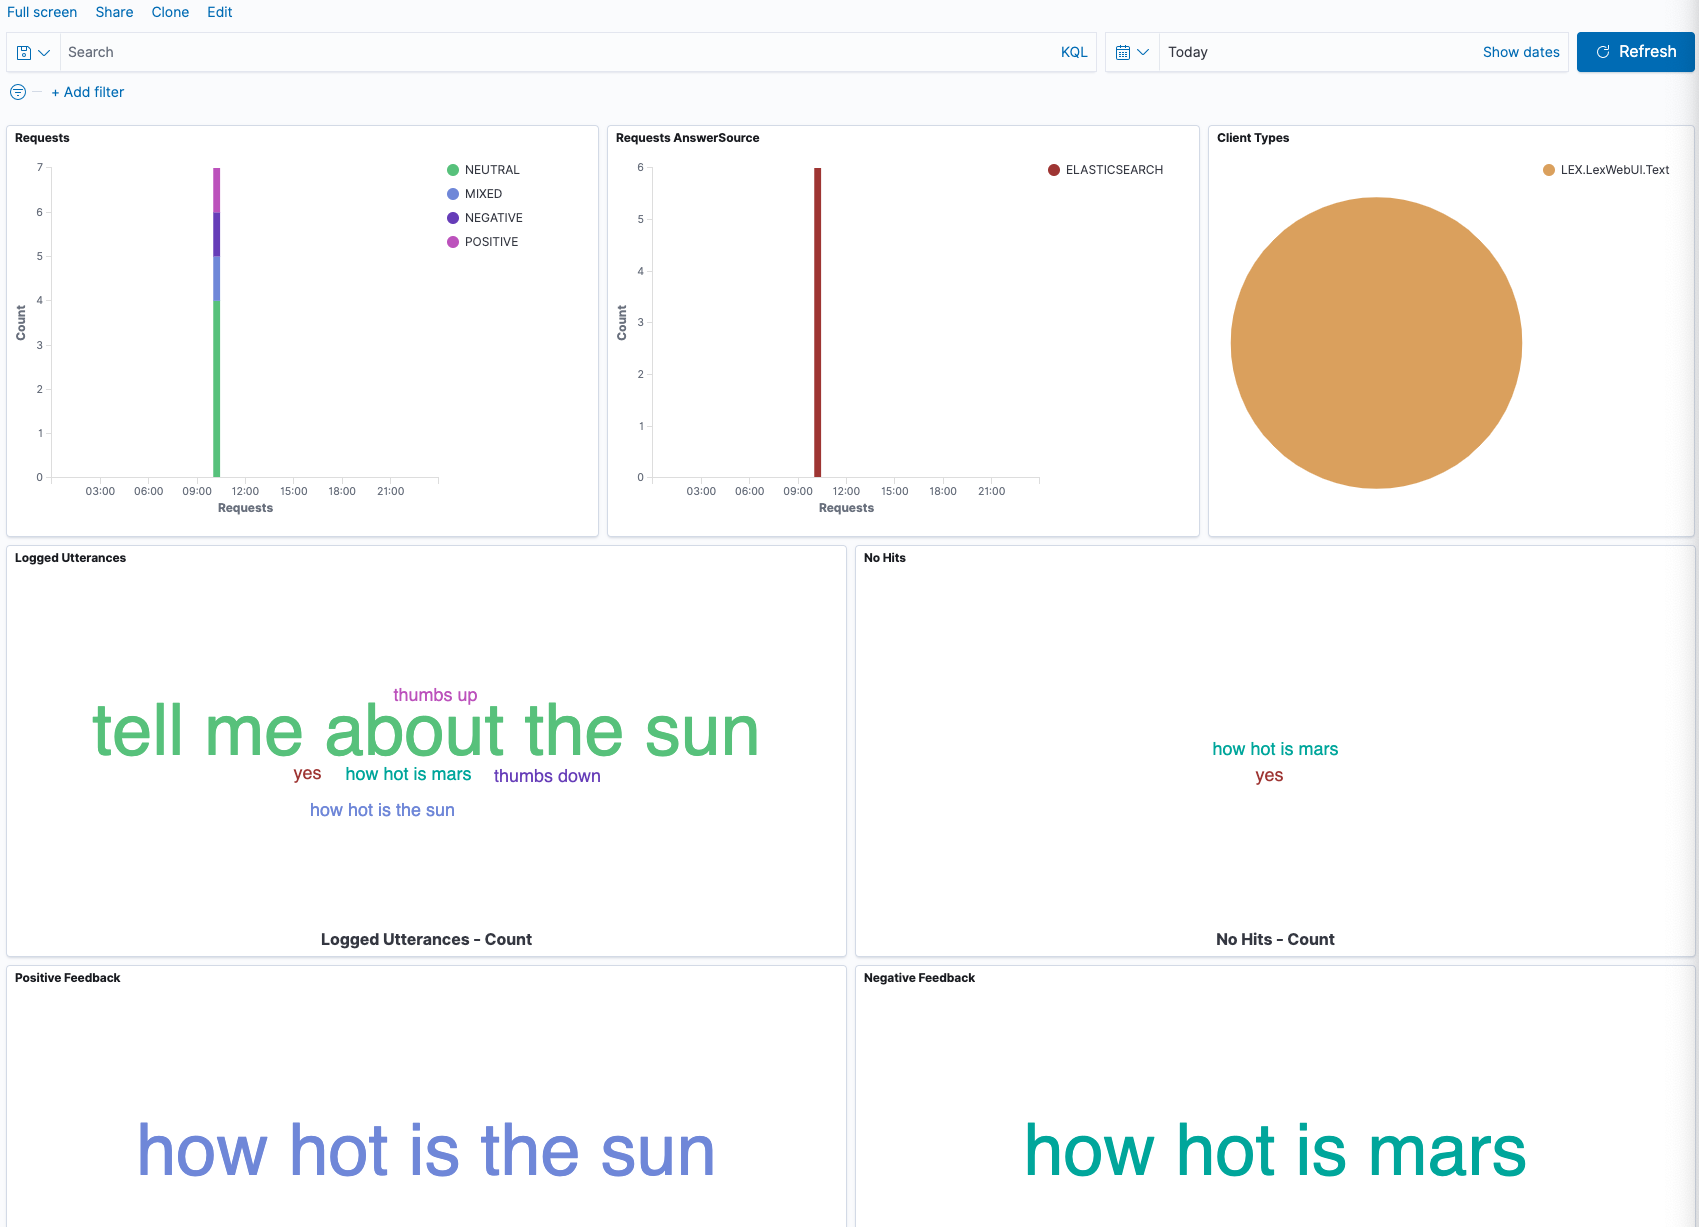 Full screen Share Clone Edit
Search KQL Today Show dates Refresh
+ Add filter
Requests
7
6
5
4
3
2
1
0
Count
03:00 06:00 09:00 12:00 15:00 18:00 21:00
Requests
NEUTRAL
MIXED
NEGATIVE
POSITIVE
Requests AnswerSource
6
5
4
3
2
1
0
Count
03:00 06:00 09:00 12:00 15:00 18:00 21:00
Requests
ELASTICSEARCH
Client Types
LEX.LexWebUI.Text
Logged Utterances
thumbs up
tell me about the sun
yes how hot is mars thumbs down
how hot is the sun
Logged Utterances - Count
No Hits
how hot is mars
yes
No Hits - Count
Positive Feedback
how hot is the sun
Negative Feedback
how hot is mars